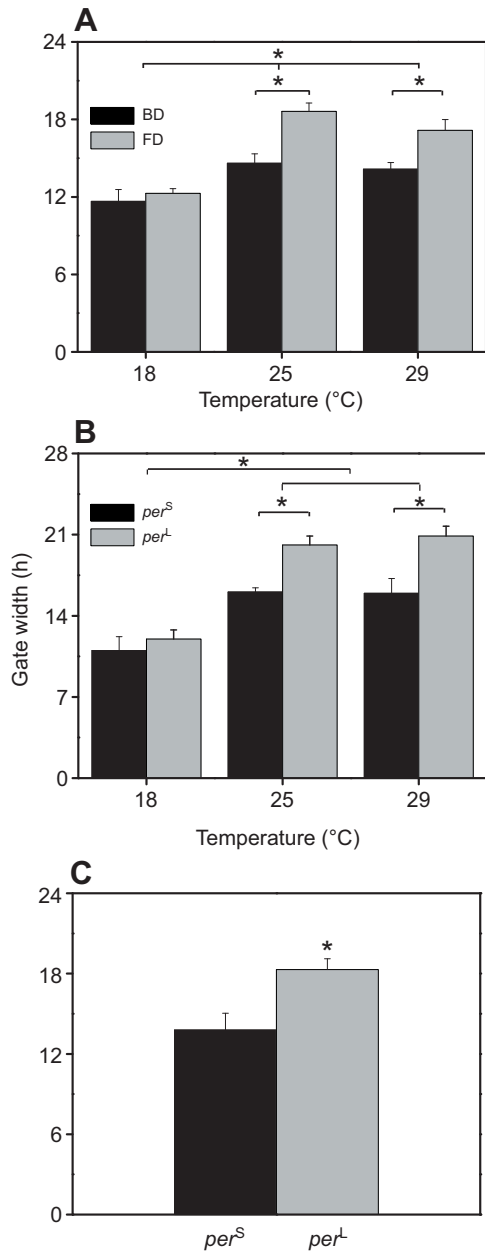 A
24
*
*
*
18
BD
FD
12
6
0
18 25 29
Temperature (°C)
B
28
*
*
*
21
perS
perL
14
7
0
Gate width (h)
18 25 29
Temperature (°C)
C
24
*
18
12
6
0
perS perL